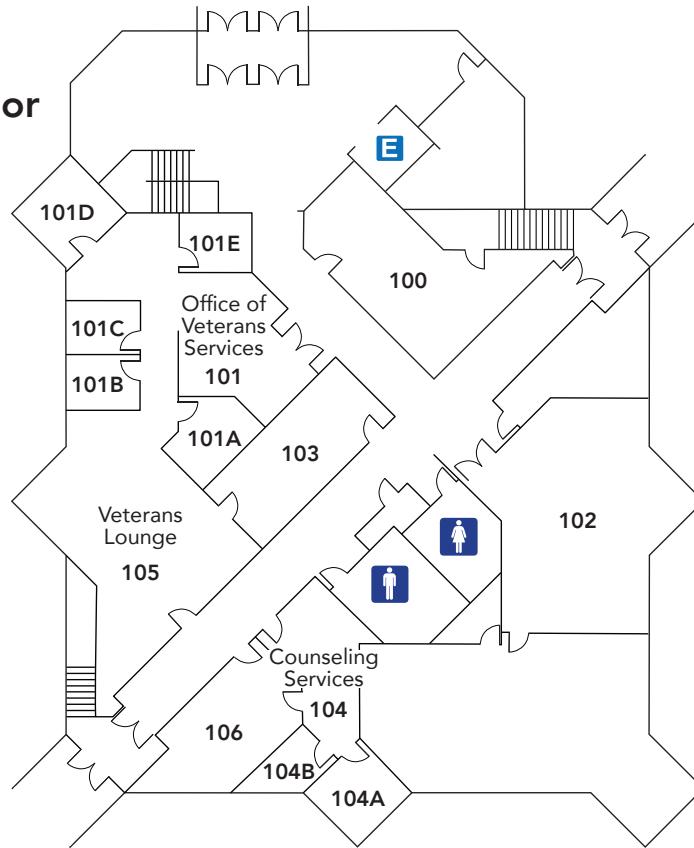 or
E
101D
101E
100
Office of
Veterans
Services
101
101C
101B
101A
103
102
Veterans
Lounge
105
Counseling
Services
104
106
104B
104A